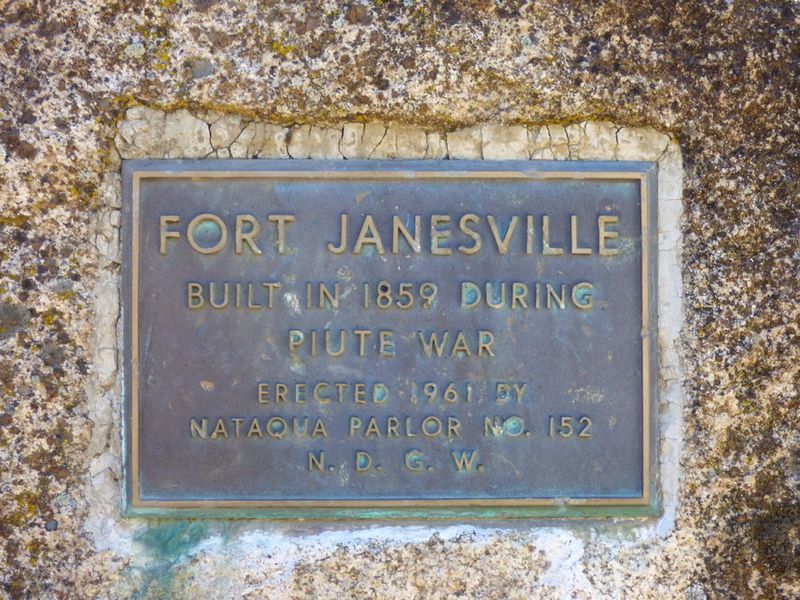 FORT JANESVILLE
BUILT IN 1859 DURING
PIUTE WAR
ERECTED 1961 BY
NATAQUA PARLOR NO. 152
N. D. G. W.